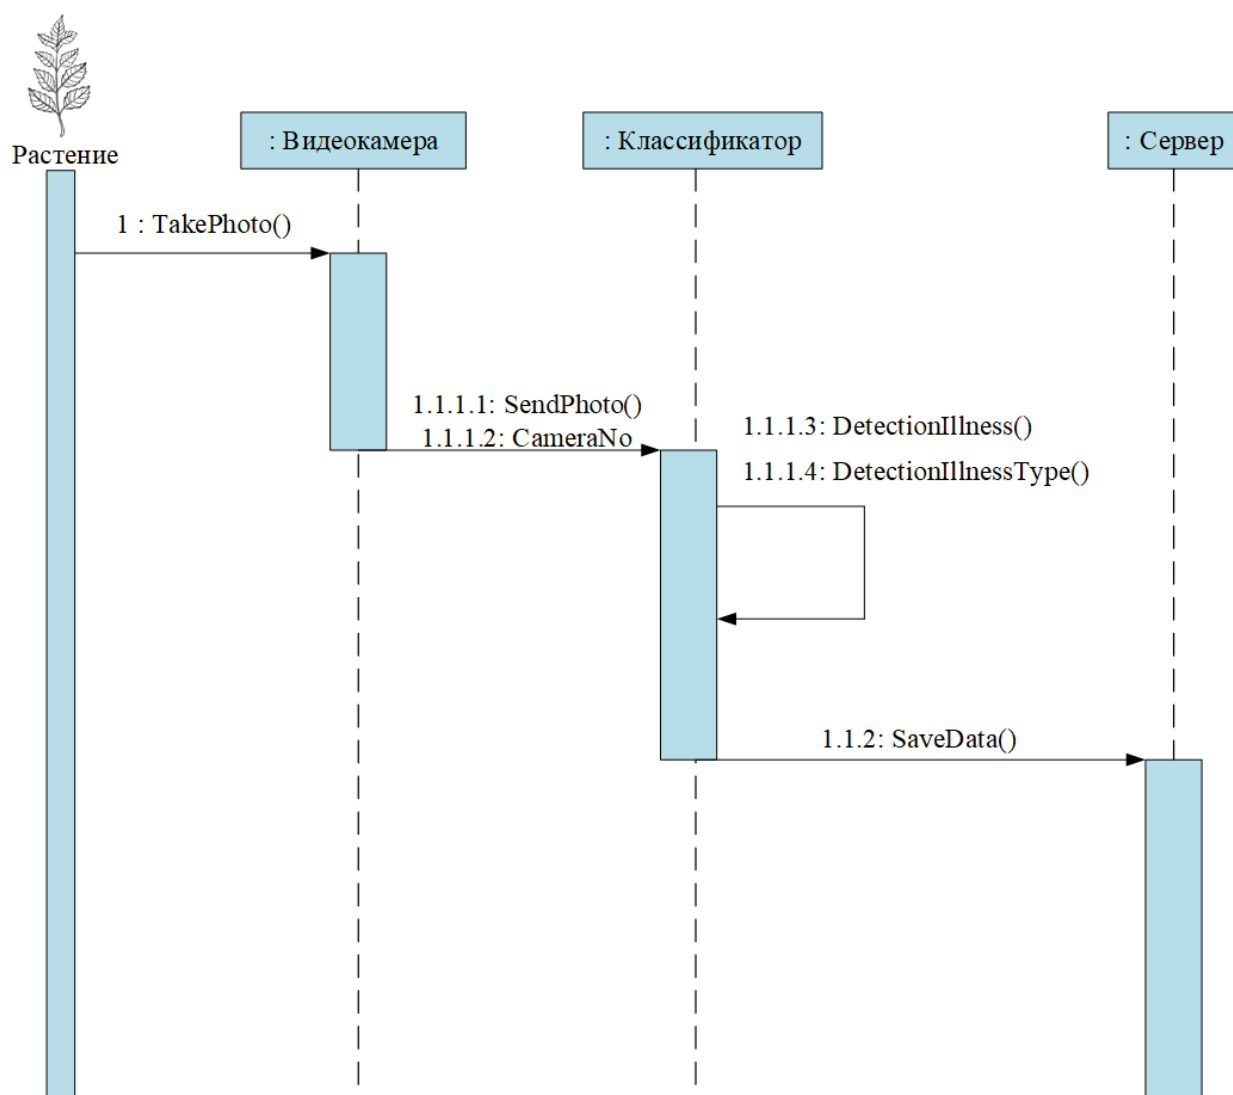 Растение
: Видеокамера
: Классификатор
: Сервер
1 : TakePhoto()
1.1.1.1: SendPhoto()
1.1.1.2: CameraNo
1.1.1.3: DetectionIllness()
1.1.1.4: DetectionIllnessType()
1.1.2: SaveData()